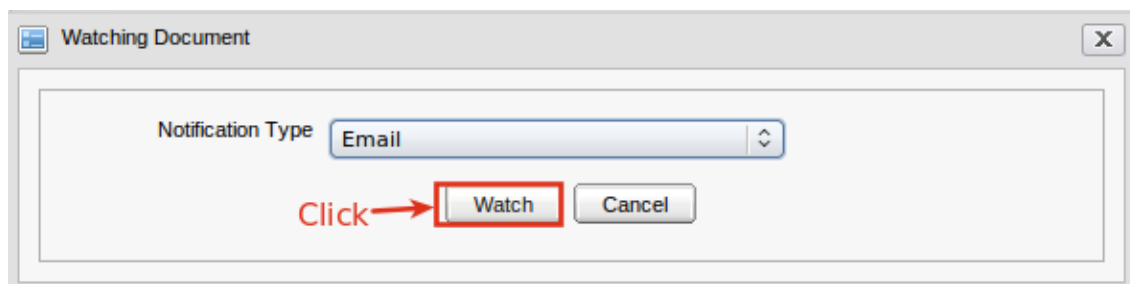 Watching Document
X
Notification Type Email
Click Watch Cancel